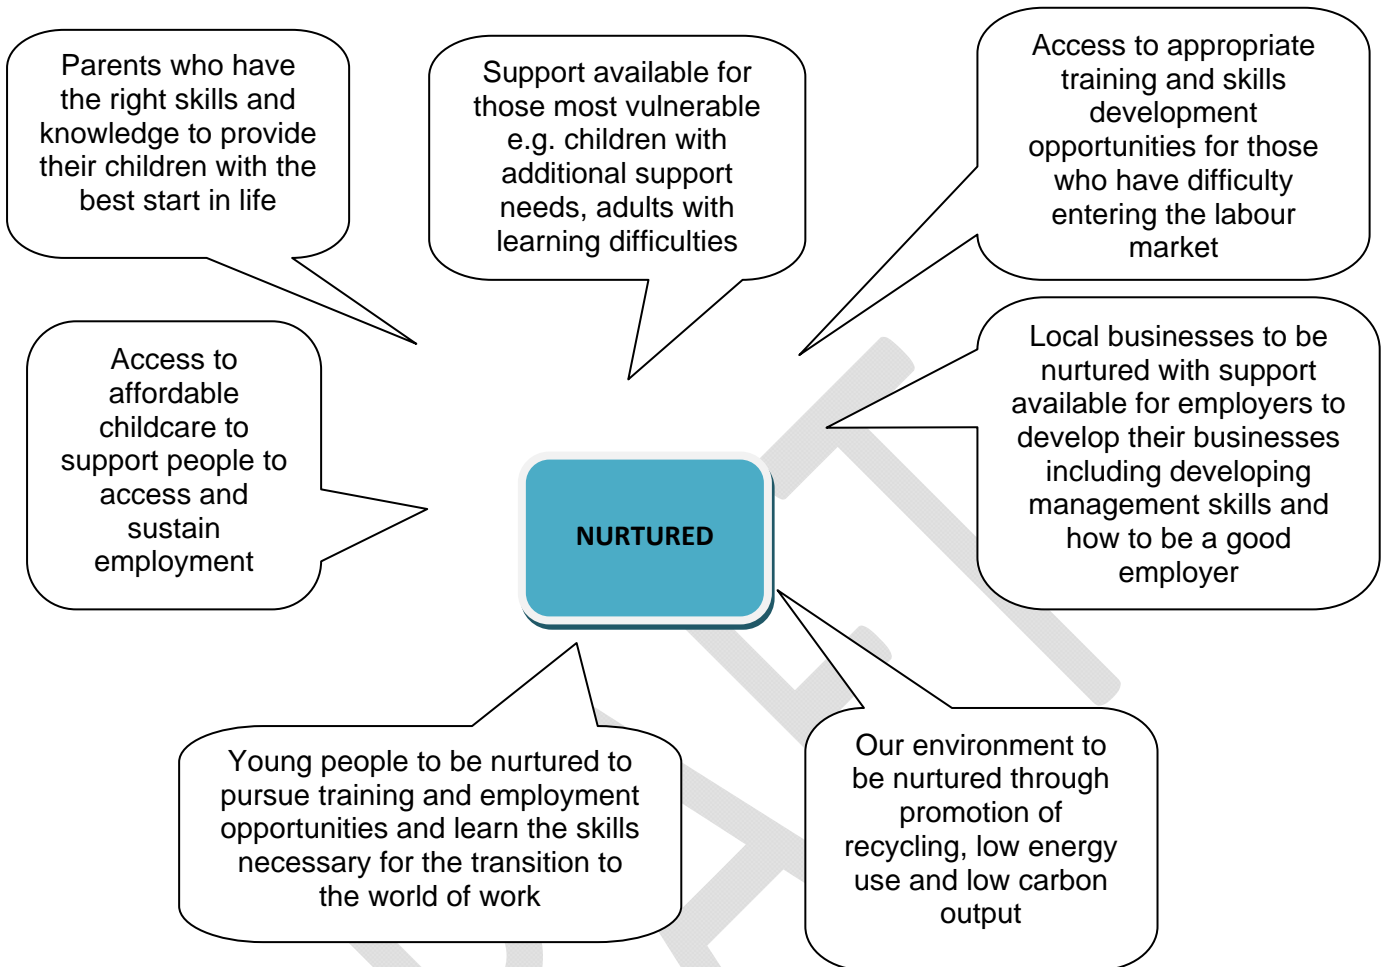 Parents who have
the right skills and
knowledge to provide
their children with the
best start in life
Support available for
those most vulnerable
e.g. children with
additional support
needs, adults with
learning difficulties
Access to appropriate
training and skills
development
opportunities for those
who have difficulty
entering the labour
market
Access to
affordable
childcare to
support people to
access and
sustain
employment
NURTURED
Local businesses to be
nurtured with support
available for employers to
develop their businesses
including developing
management skills and
how to be a good
employer
Young people to be nurtured to
pursue training and employment
opportunities and learn the skills
necessary for the transition to
the world of work
Our environment to
be nurtured through
promotion of
recycling, low energy
use and low carbon
output